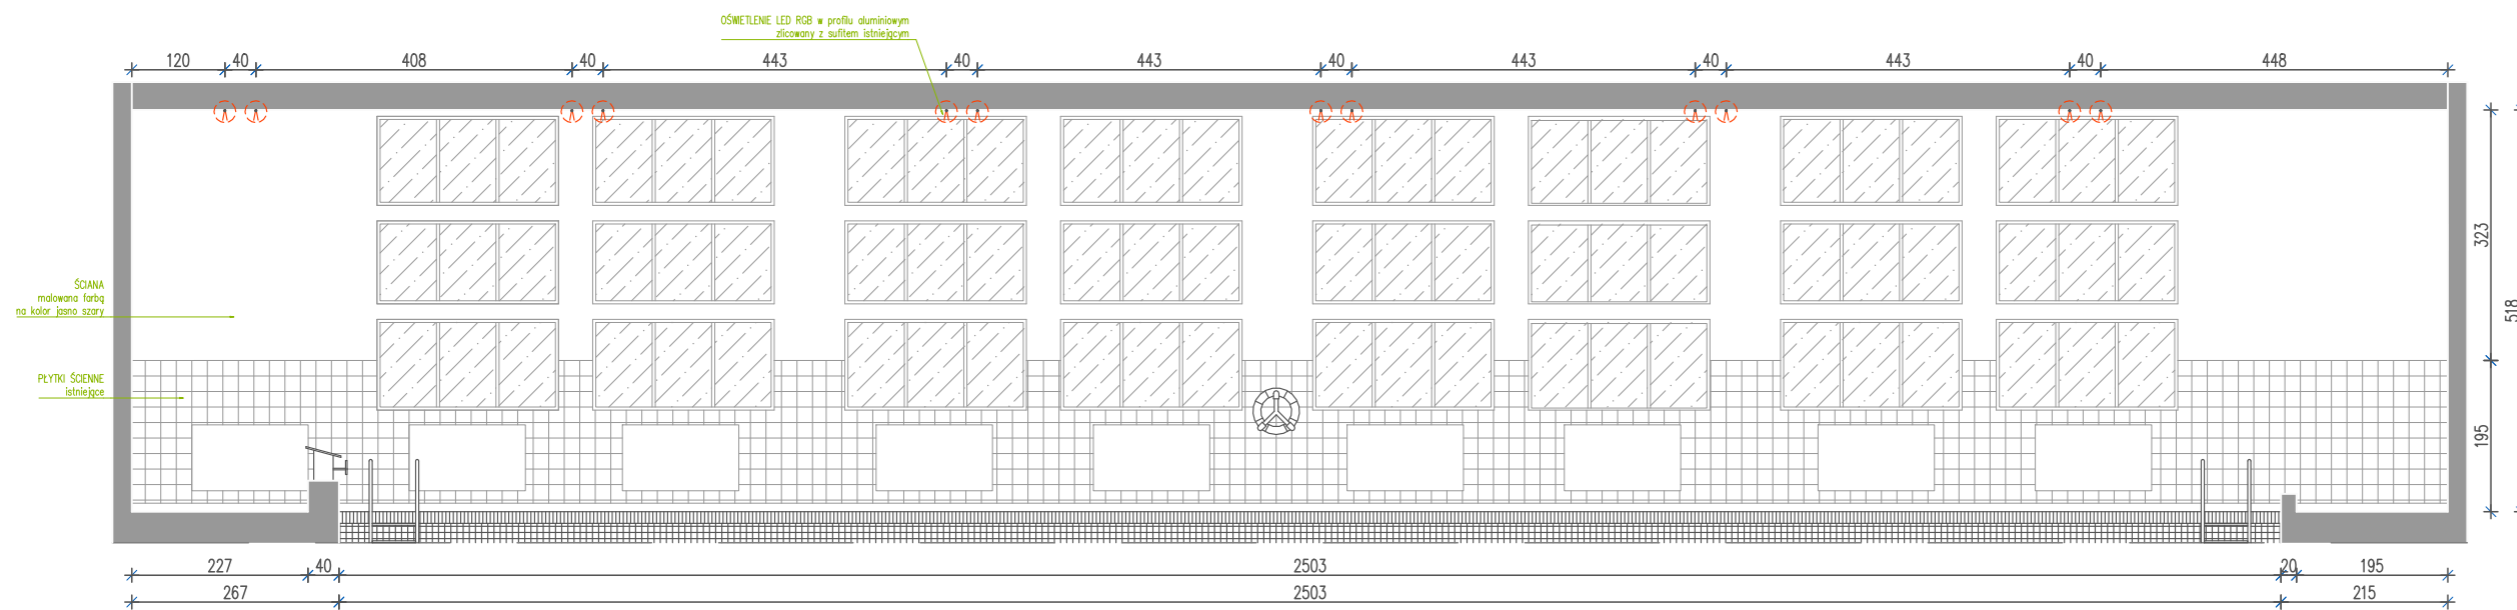 OŚWIETLENIE LED RGB w profilu aluminiowym
zlicowany z sufitem istniejącym
120 40 408 40 443 40 443 40 443 40 443 40 448
323
518
ŚCIANA
malowana farbą
na kolor jasno szary
PŁYTKI ŚCIENNE
istniejące
195
227 40 2503 20 195
267 2503 215